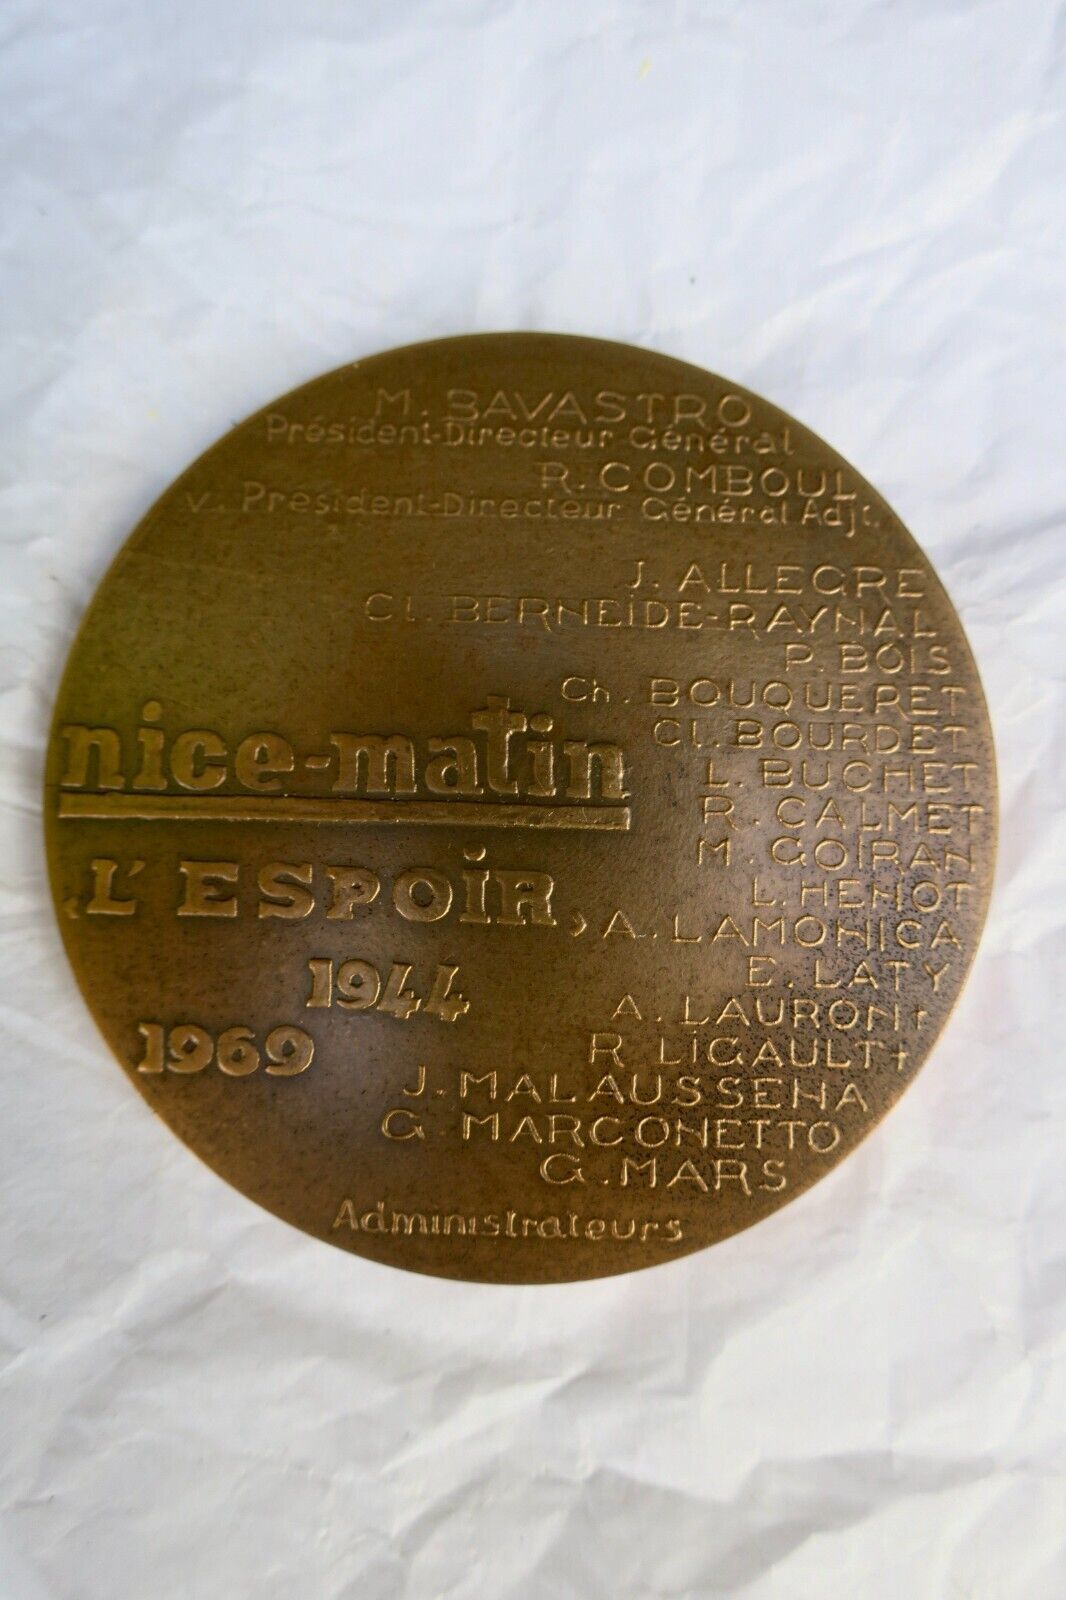 M. BAVASTRO
Président-Directeur Général
R. COMBOUL
V. Président-Directeur Général Adjt.
J. ALLEGRE
Cl. BERNEIDE-RAYNAL
P. BOIS
Ch. BOUQUERET
Cl. BOURDET
L. BUCHET
R. CALMET
M. GOIRAN
L. HENOT
A. LAMONICA
E. LATY
A. LAURON†
R. LIGAULT†
J. MALAUSSENA
G. MARCONETTO
G. MARS
Administrateurs
nice-matin
"L'ESPOIR"
1944
1969